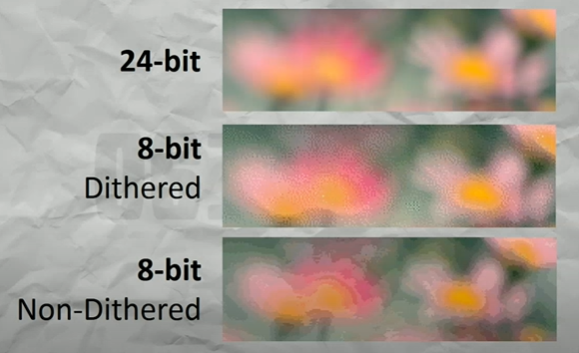 24-bit
8-bit
Dithered
8-bit
Non-Dithered